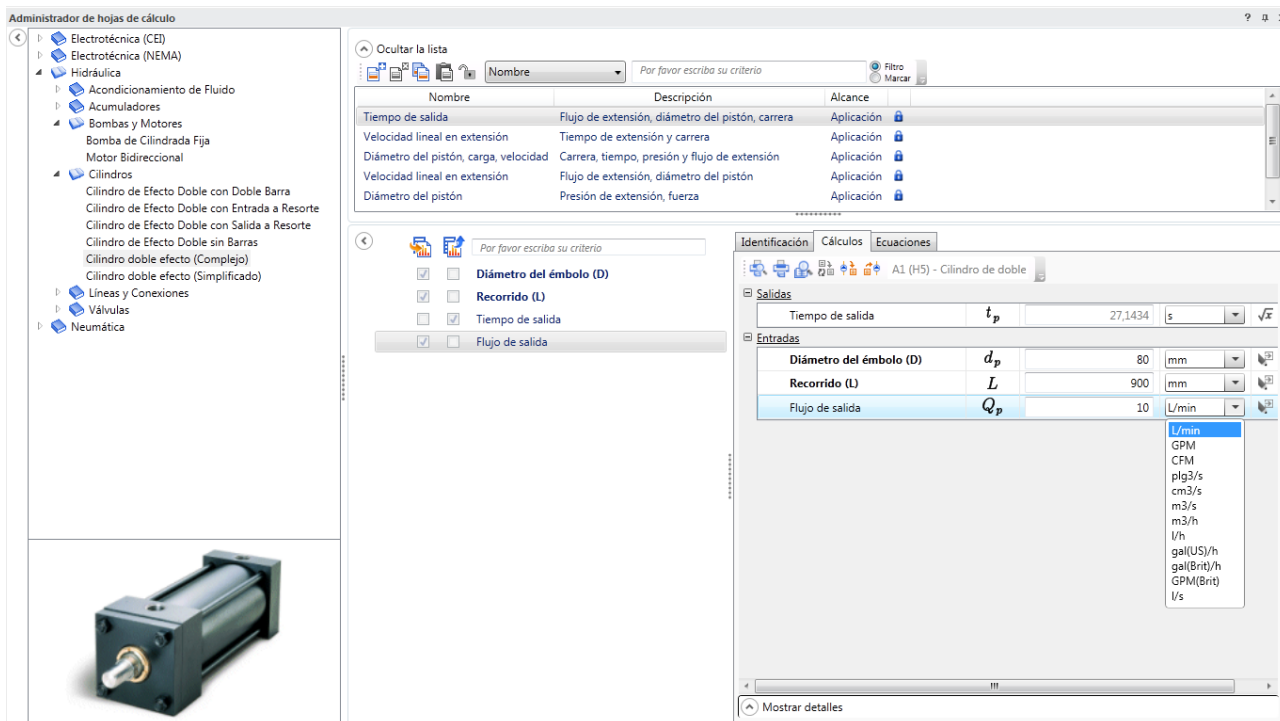 Administrador de hojas de cálculo
Electrotécnica (CEI)
Electrotécnica (NEMA)
Hidráulica
Acondicionamiento de Fluido
Acumuladores
Bombas y Motores
Bomba de Cilindrada Fija
Motor Bidireccional
Cilindros
Cilindro de Efecto Doble con Doble Barra
Cilindro de Efecto Doble con Entrada a Resorte
Cilindro de Efecto Doble con Salida a Resorte
Cilindro de Efecto Doble sin Barras
Cilindro doble efecto (Complejo)
Cilindro doble efecto (Simplificado)
Líneas y Conexiones
Válvulas
Neumática
Ocultar la lista
Nombre Por favor escriba su criterio Filtro
Marcar
Nombre Descripción Alcance
Tiempo de salida Flujo de extensión, diámetro del pistón, carrera Aplicación
Velocidad lineal en extensión Tiempo de extensión y carrera Aplicación
Diámetro del pistón, carga, velocidad Carrera, tiempo, presión y flujo de extensión Aplicación
Velocidad lineal en extensión Flujo de extensión, diámetro del pistón Aplicación
Diámetro del pistón Presión de extensión, fuerza Aplicación
Por favor escriba su criterio
Diámetro del émbolo (D)
Recorrido (L)
Tiempo de salida
Flujo de salida
Identificación Cálculos Ecuaciones
A1 (H5) - Cilindro de doble
Salidas
Tiempo de salida t_p 27,1434 s √x
Entradas
Diámetro del émbolo (D) d_p 80 mm
Recorrido (L) L 900 mm
Flujo de salida Q_p 10 L/min
L/min
GPM
CFM
plg3/s
cm3/s
m3/s
m3/h
l/h
gal(US)/h
gal(Brit)/h
GPM(Brit)
l/s
Mostrar detalles